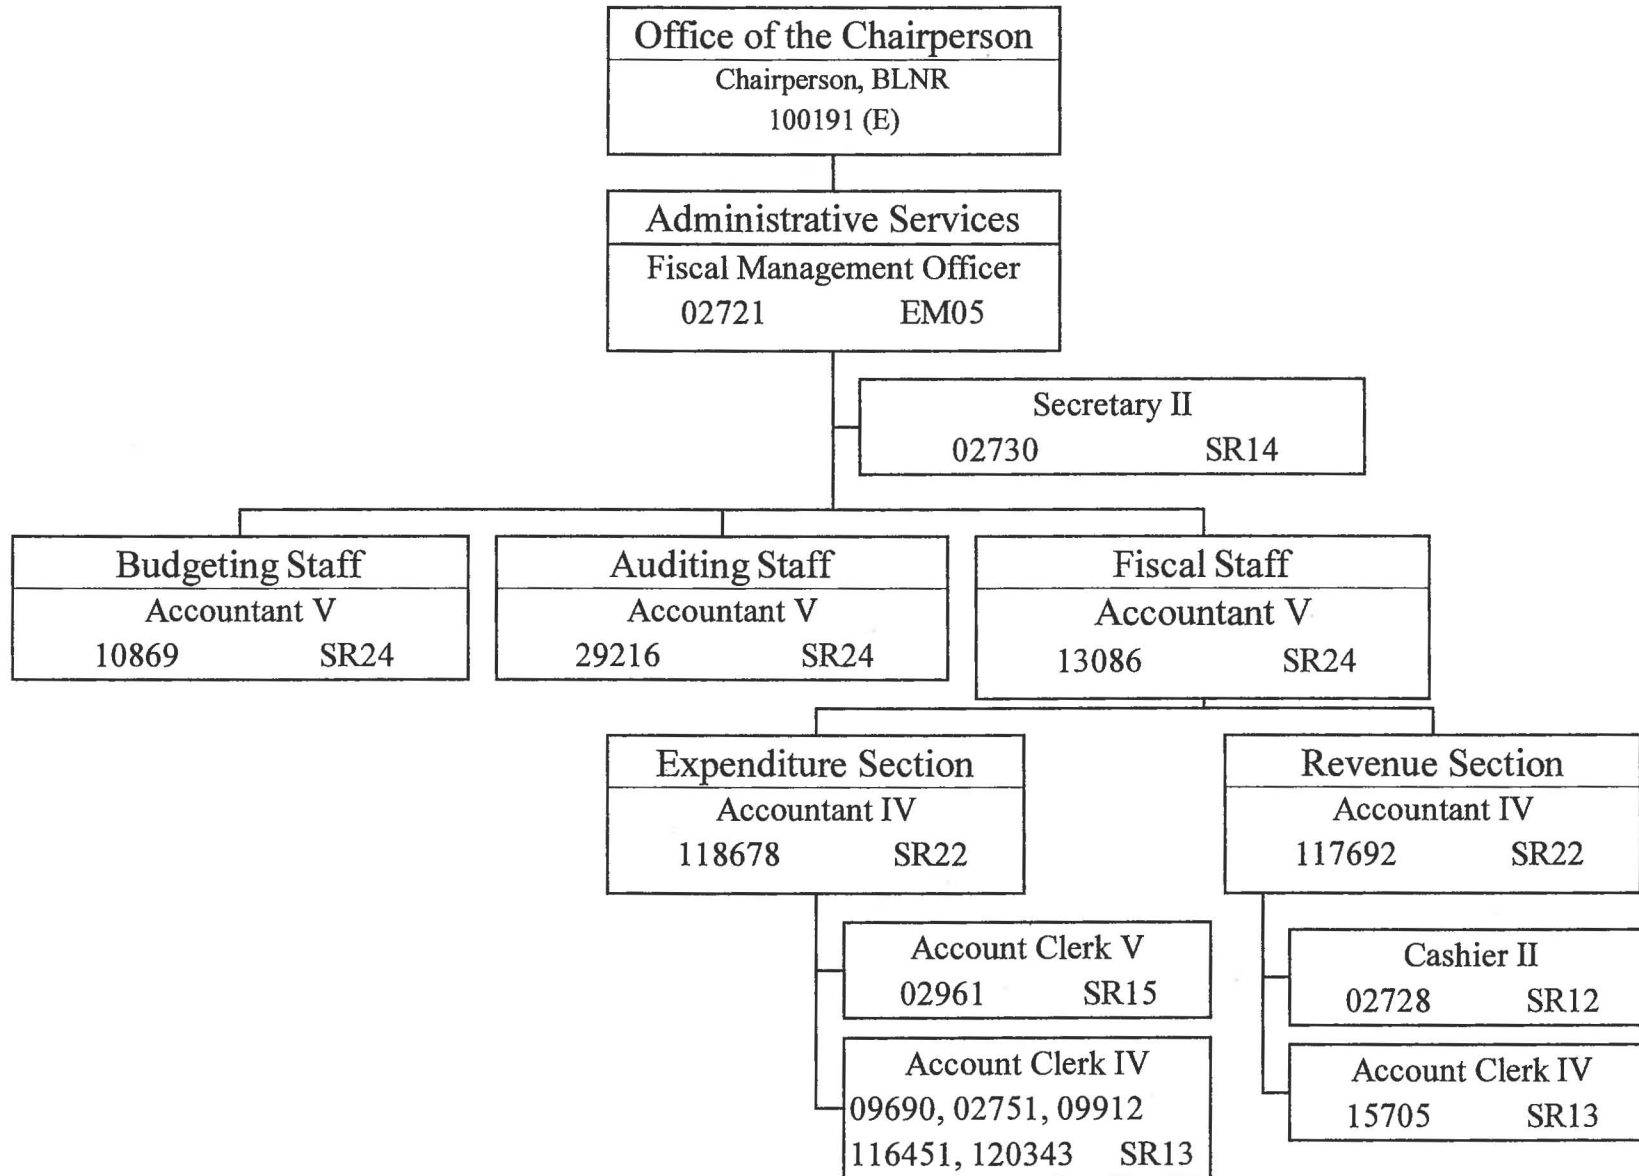 Office of the Chairperson
Chairperson, BLNR
100191 (E)
Administrative Services
Fiscal Management Officer
02721 EM05
Secretary II
02730 SR14
Budgeting Staff
Accountant V
10869 SR24
Auditing Staff
Accountant V
29216 SR24
Fiscal Staff
Accountant V
13086 SR24
Expenditure Section
Accountant IV
118678 SR22
Revenue Section
Accountant IV
117692 SR22
Account Clerk V
02961 SR15
Account Clerk IV
09690, 02751, 09912
116451, 120343 SR13
Cashier II
02728 SR12
Account Clerk IV
15705 SR13